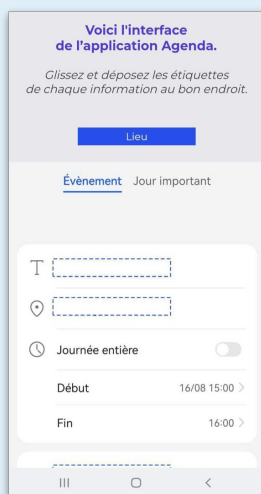 Voici l'interface
de l'application Agenda.
Glissez et déposez les étiquettes
de chaque information au bon endroit.
Lieu
Évènement Jour important
T
Journée entière
Début 16/08 15:00 >
Fin 16:00 >